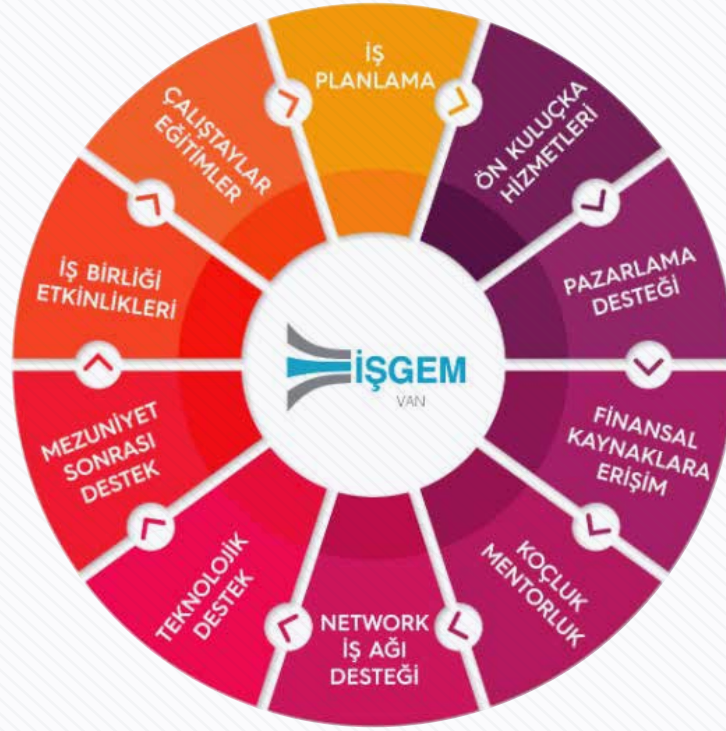 İŞ
PLANLAMA
ÖN KULUÇKA
HİZMETLERİ
PAZARLAMA
DESTEĞİ
FİNANSAL
KAYNAKLARA
ERİŞİM
KOÇLUK
MENTORLUK
NETWORK
İŞ AĞI
DESTEĞİ
TEKNOLOJİK
DESTEK
MEZUNİYET
SONRASI
DESTEK
İŞ BİRLİĞİ
ETKİNLİKLERİ
ÇALIŞTAYLAR
EĞİTİMLER
İŞGEM
VAN